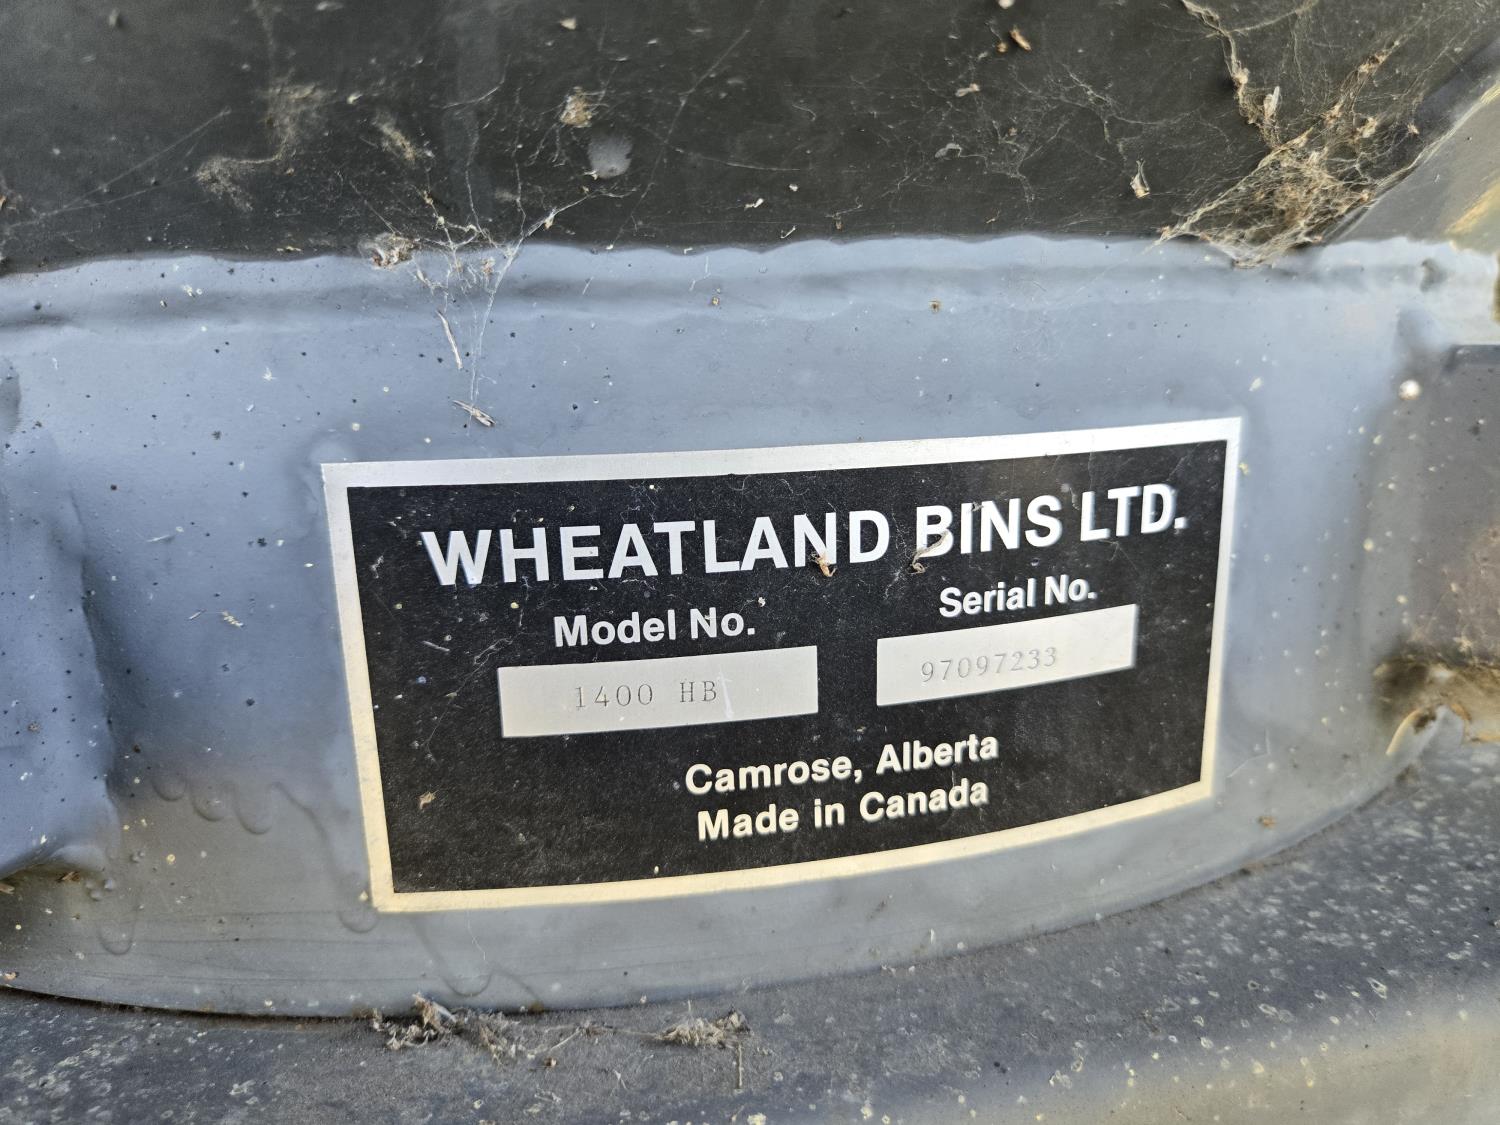 WHEATLAND BINS LTD.
Model No. Serial No.
1400 HB 97097233
Camrose, Alberta
Made in Canada